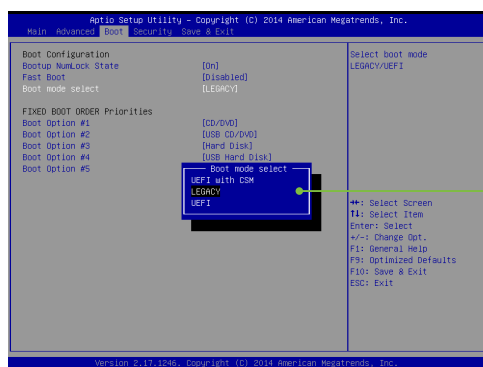 Aptio Setup Utility - Copyright (C) 2014 American Megatrends, Inc.
Main Advanced Boot Security Save & Exit
Boot Configuration
Bootup NumLock State [On]
Fast Boot [Disabled]
Boot mode select [LEGACY]
FIXED BOOT ORDER Priorities
Boot Option #1 [CD/DVD]
Boot Option #2 [USB CD/DVD]
Boot Option #3 [Hard Disk]
Boot Option #4 [USB Hard Disk]
Boot Option #5
Boot mode select
UEFI with CSM
LEGACY
UEFI
Select boot mode
LEGACY/UEFI
→←: Select Screen
↑↓: Select Item
Enter: Select
+/-: Change Opt.
F1: General Help
F9: Optimized Defaults
F10: Save & Exit
ESC: Exit
Version 2.17.1246. Copyright (C) 2014 American Megatrends, Inc.